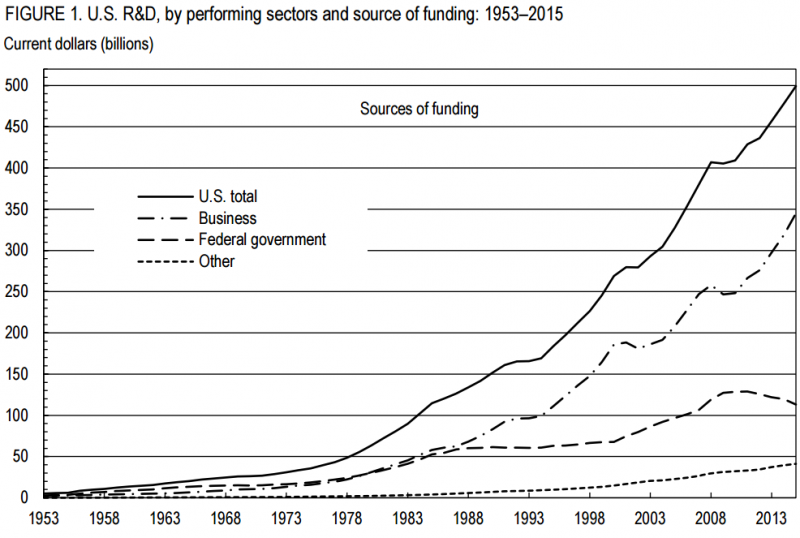 FIGURE 1. U.S. R&D, by performing sectors and source of funding: 1953–2015
Current dollars (billions)
500
Sources of funding
450
400
350
300
250
200
150
100
50
0
U.S. total
Business
Federal government
Other
1953 1958 1963 1968 1973 1978 1983 1988 1993 1998 2003 2008 2013